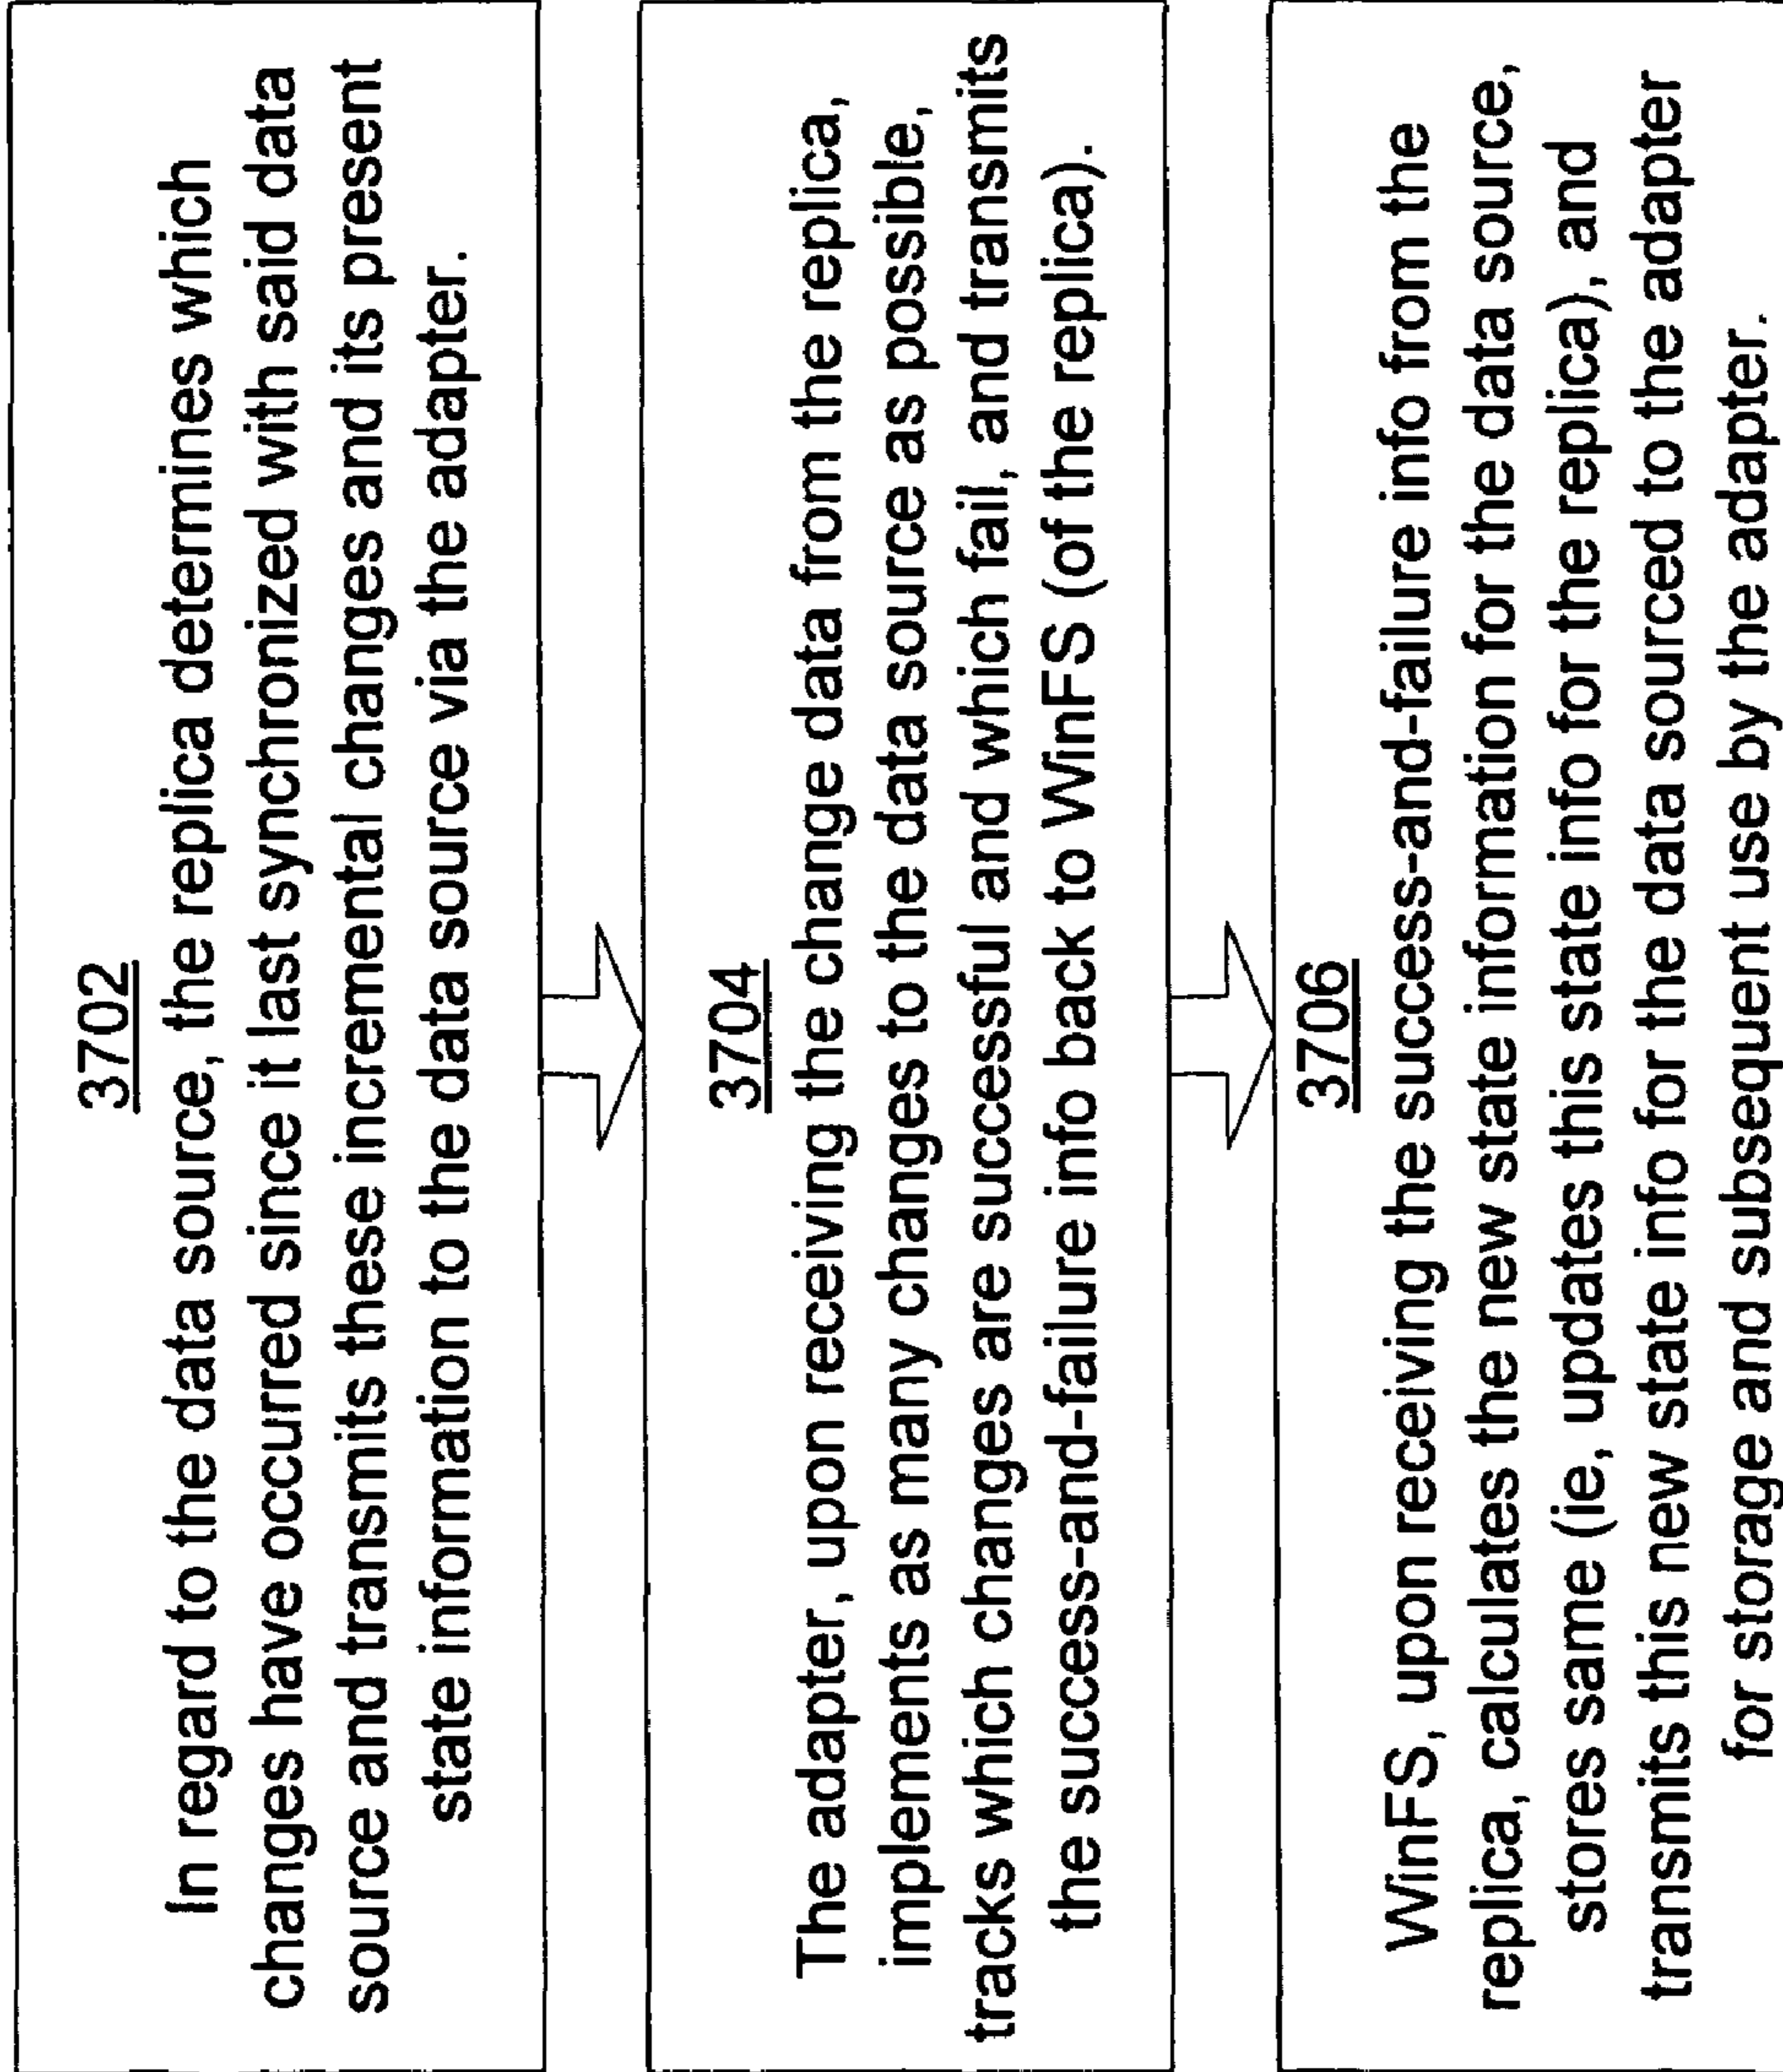 3702
In regard to the data source, the replica determines which
changes have occurred since it last synchronized with said data
source and transmits these incremental changes and its present
state information to the data source via the adapter.
3704
The adapter, upon receiving the change data from the replica,
implements as many changes to the data source as possible,
tracks which changes are successful and which fail, and transmits
the success-and-failure info back to WinFS (of the replica).
3706
WinFS, upon receiving the success-and-failure info from the
replica, calculates the new state information for the data source,
stores same (ie, updates this state info for the replica), and
transmits this new state info for the data sourced to the adapter
for storage and subsequent use by the adapter.